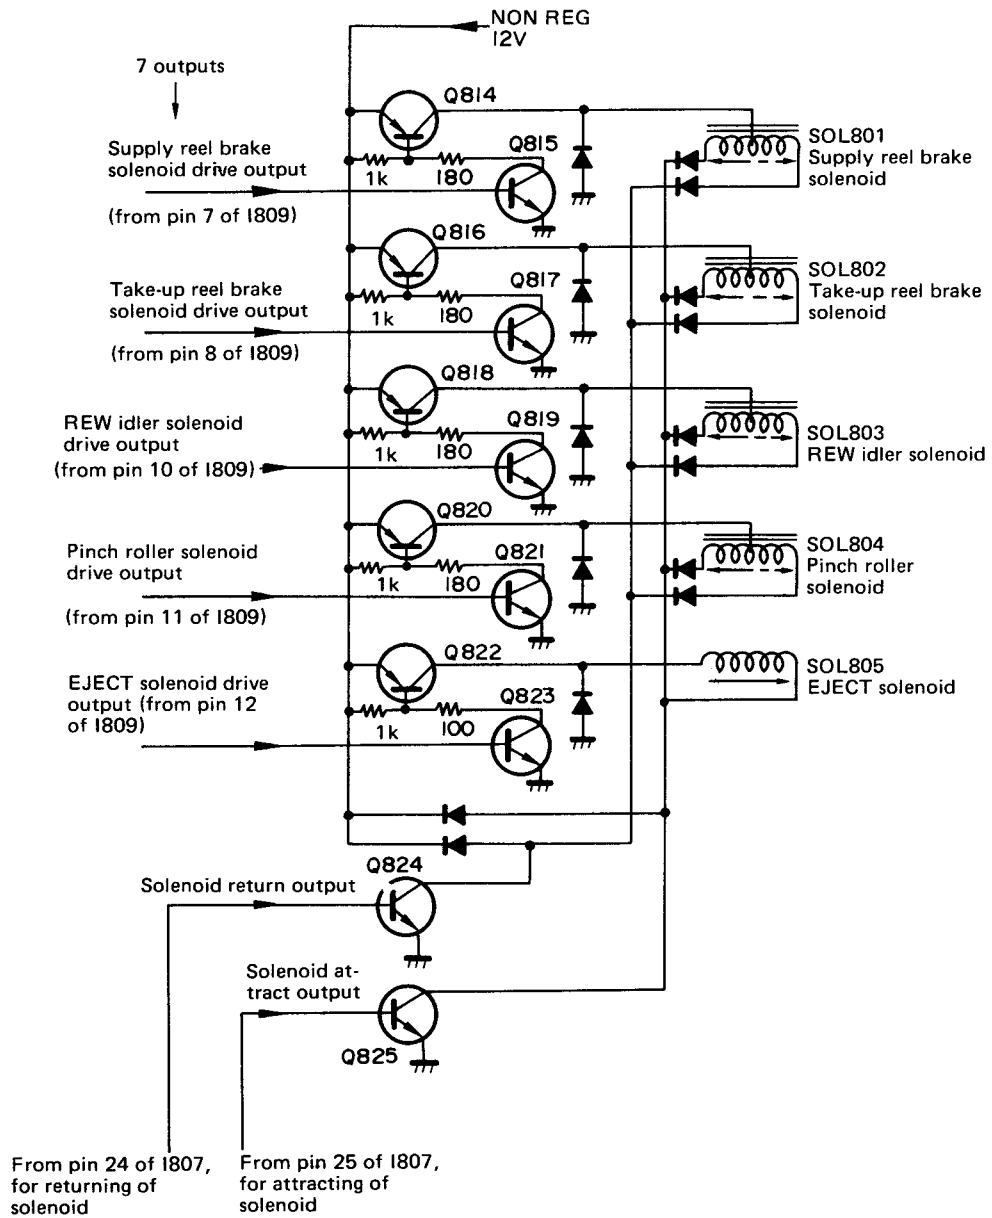 NON REG
12V
7 outputs
Q814
Supply reel brake
solenoid drive output
(from pin 7 of I809)
1k
180
Q815
SOL801
Supply reel brake
solenoid
Q816
Take-up reel brake
solenoid drive output
(from pin 8 of I809)
1k
180
Q817
SOL802
Take-up reel brake
solenoid
Q818
REW idler solenoid
drive output
(from pin 10 of I809)
1k
180
Q819
SOL803
REW idler solenoid
Q820
Pinch roller solenoid
drive output
(from pin 11 of I809)
1k
180
Q821
SOL804
Pinch roller
solenoid
Q822
EJECT solenoid drive
output (from pin 12
of I809)
1k
100
Q823
SOL805
EJECT solenoid
Q824
Solenoid return output
Solenoid at-
tract output
Q825
From pin 24 of I807,
for returning of
solenoid
From pin 25 of I807,
for attracting of
solenoid